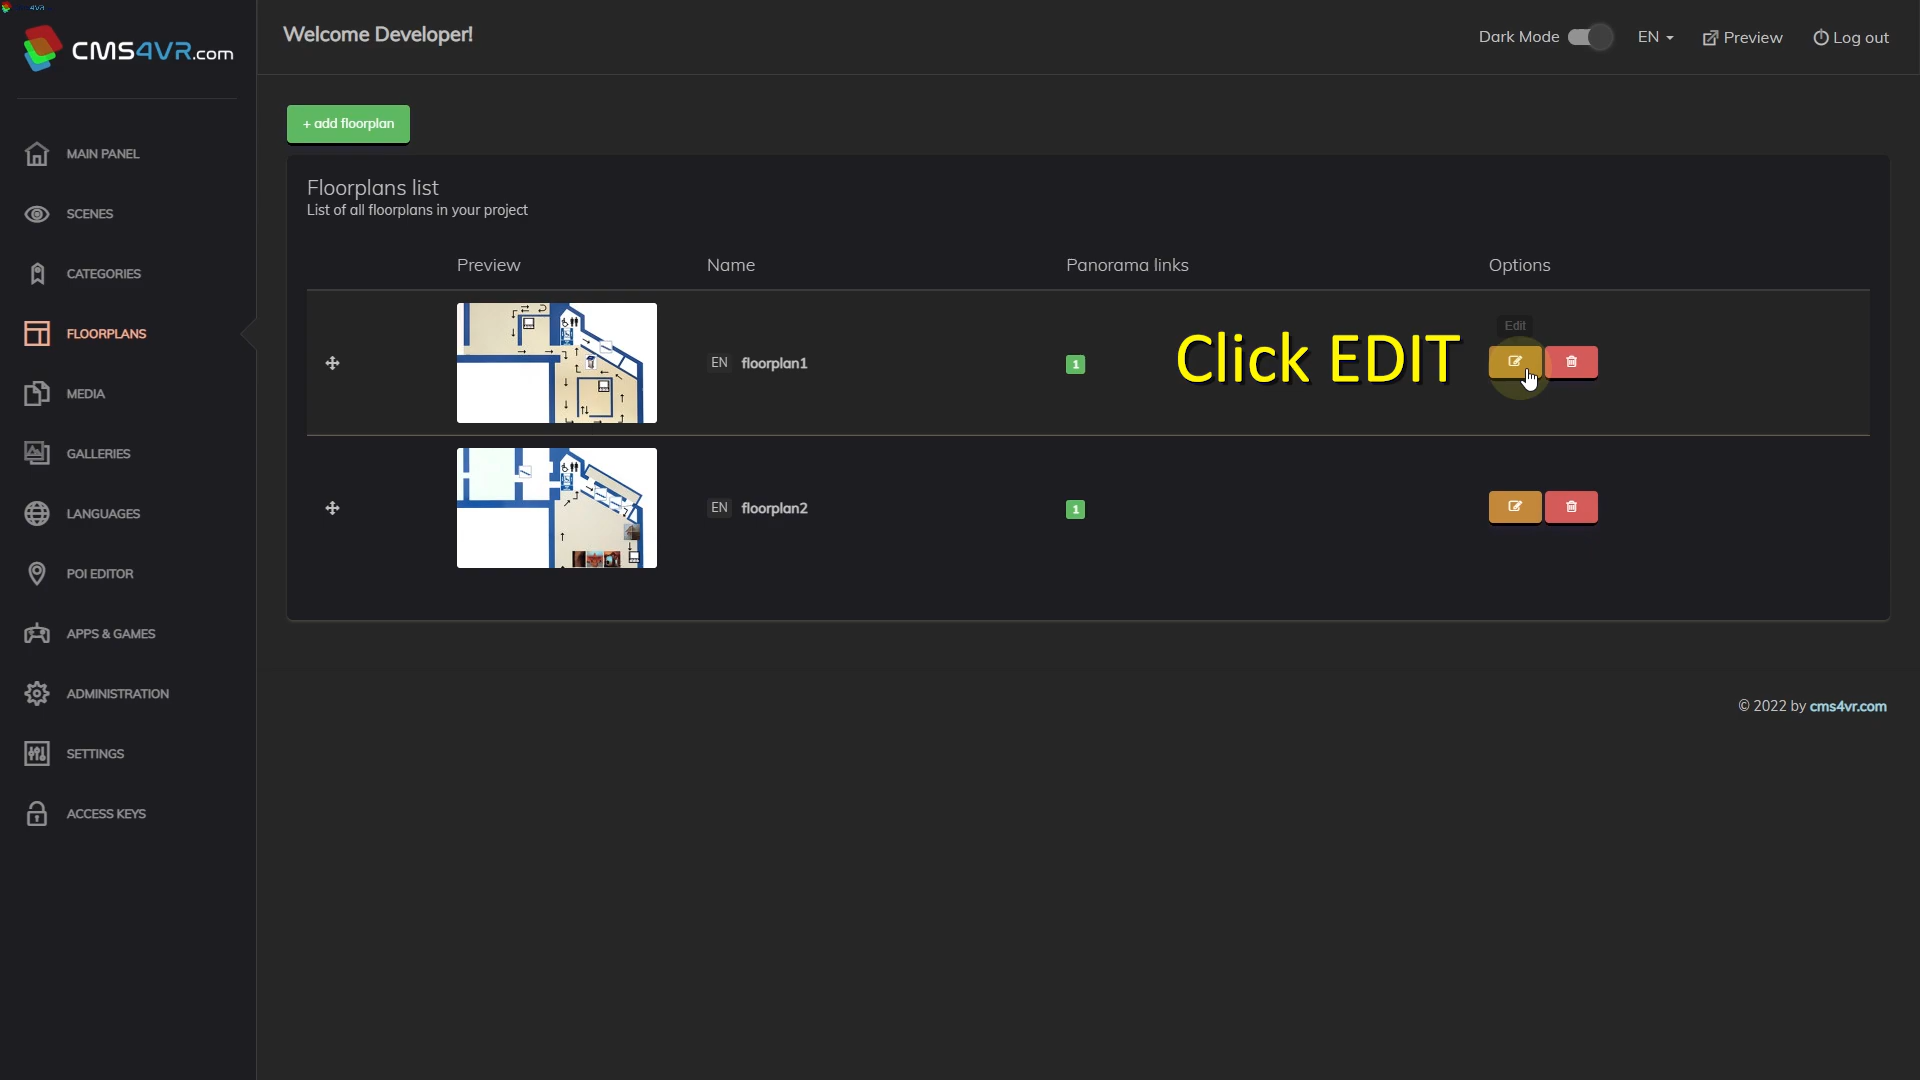 4VR
CMS4VR.com
Welcome Developer!
Dark Mode
EN
Preview
Log out
+ add floorplan
MAIN PANEL
SCENES
CATEGORIES
FLOORPLANS
MEDIA
GALLERIES
LANGUAGES
POI EDITOR
APPS & GAMES
ADMINISTRATION
SETTINGS
ACCESS KEYS
Floorplans list
List of all floorplans in your project
Preview
Name
Panorama links
Options
EN floorplan1
1
Click EDIT
Edit
EN floorplan2
1
© 2022 by cms4vr.com